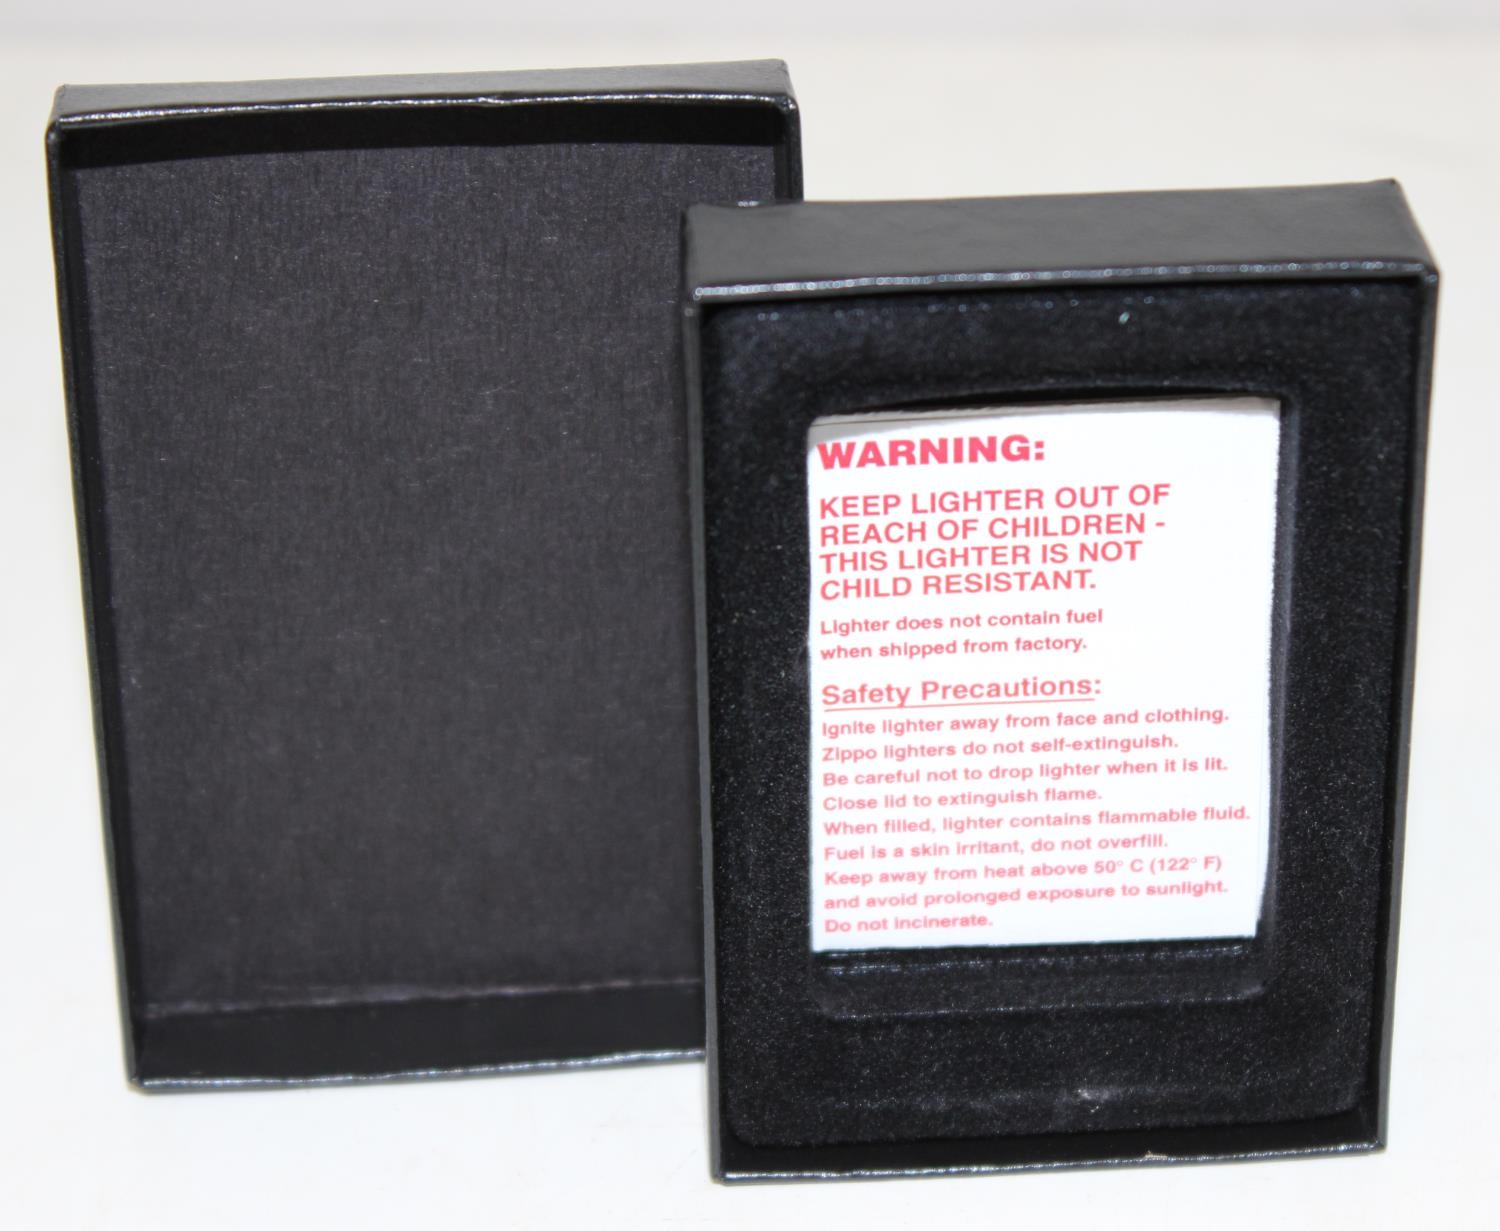 WARNING:
KEEP LIGHTER OUT OF
REACH OF CHILDREN -
THIS LIGHTER IS NOT
CHILD RESISTANT.
Lighter does not contain fuel
when shipped from factory.
Safety Precautions:
Ignite lighter away from face and clothing.
Zippo lighters do not self-extinguish.
Be careful not to drop lighter when it is lit.
Close lid to extinguish flame.
When filled, lighter contains flammable fluid.
Fuel is a skin irritant, do not overfill.
Keep away from heat above 50° C (122° F)
and avoid prolonged exposure to sunlight.
Do not incinerate.